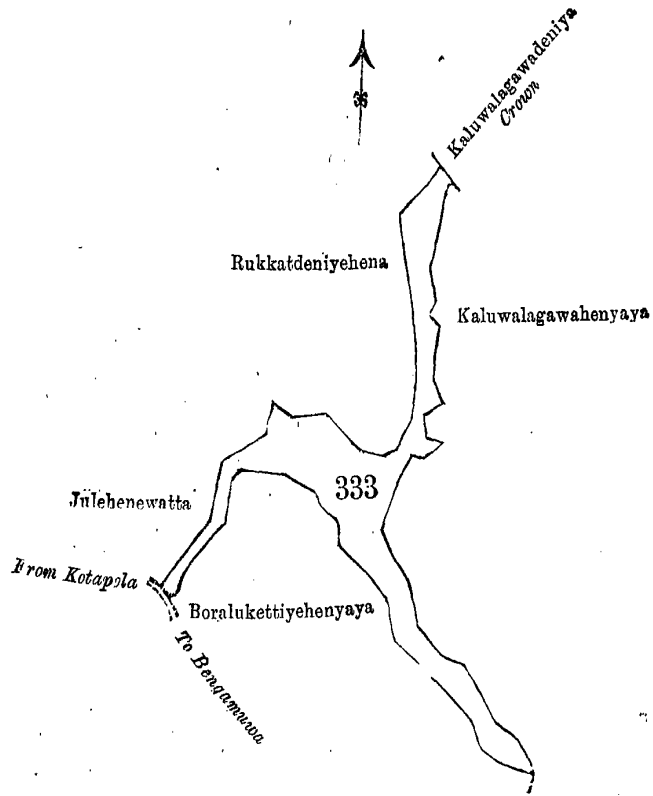 Kaluwalagawadeniya
Crown
Rukkatdeniyehena
Kaluwalagawahenyaya
333
Julehenewatta
From Kotapola
Boralukettiyehenyaya
To Bengamuwa